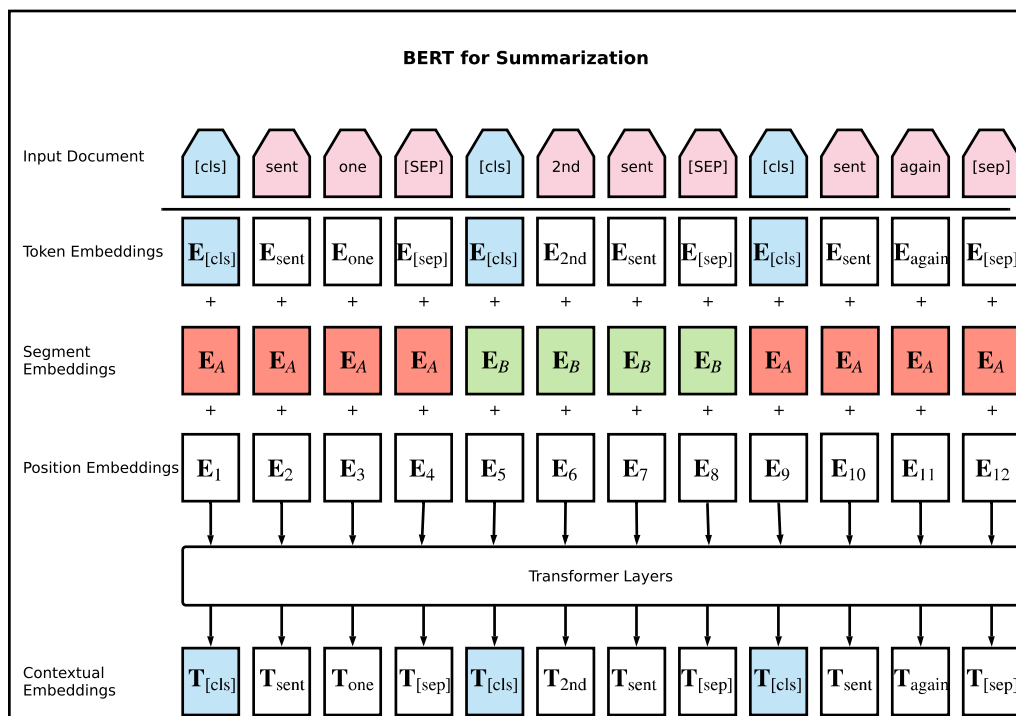 BERT for Summarization
Input Document [cls] sent one [SEP] [cls] 2nd sent [SEP] [cls] sent again [sep]
Token Embeddings E[cls] Esent Eone E[sep] E[cls] E2nd Esent E[sep] E[cls] Esent Eagain E[sep]
+ + + + + + + + + + + +
Segment
Embeddings
EA EA EA EA EB EB EB EB EA EA EA EA
+ + + + + + + + + + + +
Position Embeddings E1 E2 E3 E4 E5 E6 E7 E8 E9 E10 E11 E12
Transformer Layers
Contextual
Embeddings
T[cls] Tsent Tone T[sep] T[cls] T2nd Tsent T[sep] T[cls] Tsent Tagain T[sep]